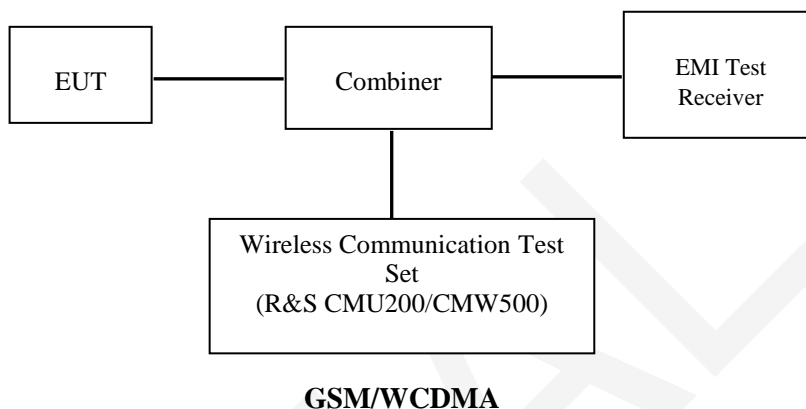 EUT
Combiner
EMI Test
Receiver
Wireless Communication Test
Set
(R&S CMU200/CMW500)
GSM/WCDMA